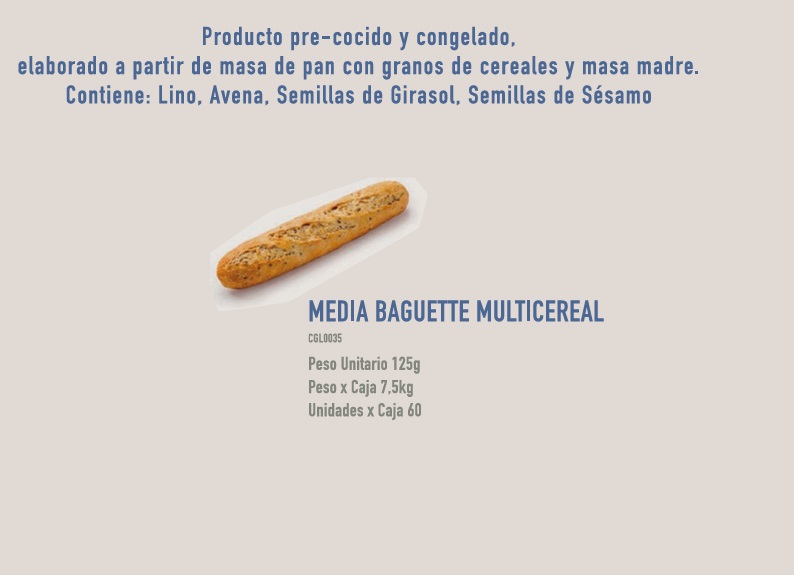 Producto pre-cocido y congelado,
elaborado a partir de masa de pan con granos de cereales y masa madre.
Contiene: Lino, Avena, Semillas de Girasol, Semillas de Sésamo
MEDIA BAGUETTE MULTICEREAL
CGL0035
Peso Unitario 125g
Peso x Caja 7,5kg
Unidades x Caja 60